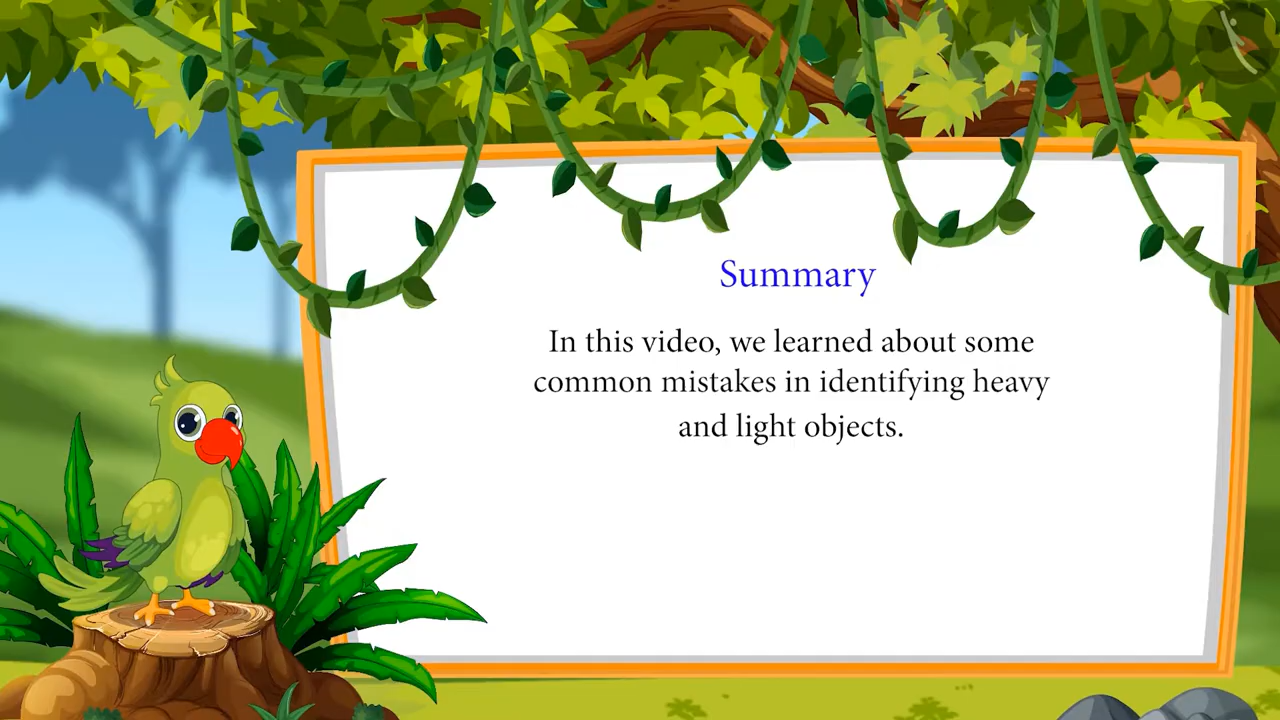 Summary
In this video, we learned about some
common mistakes in identifying heavy
and light objects.